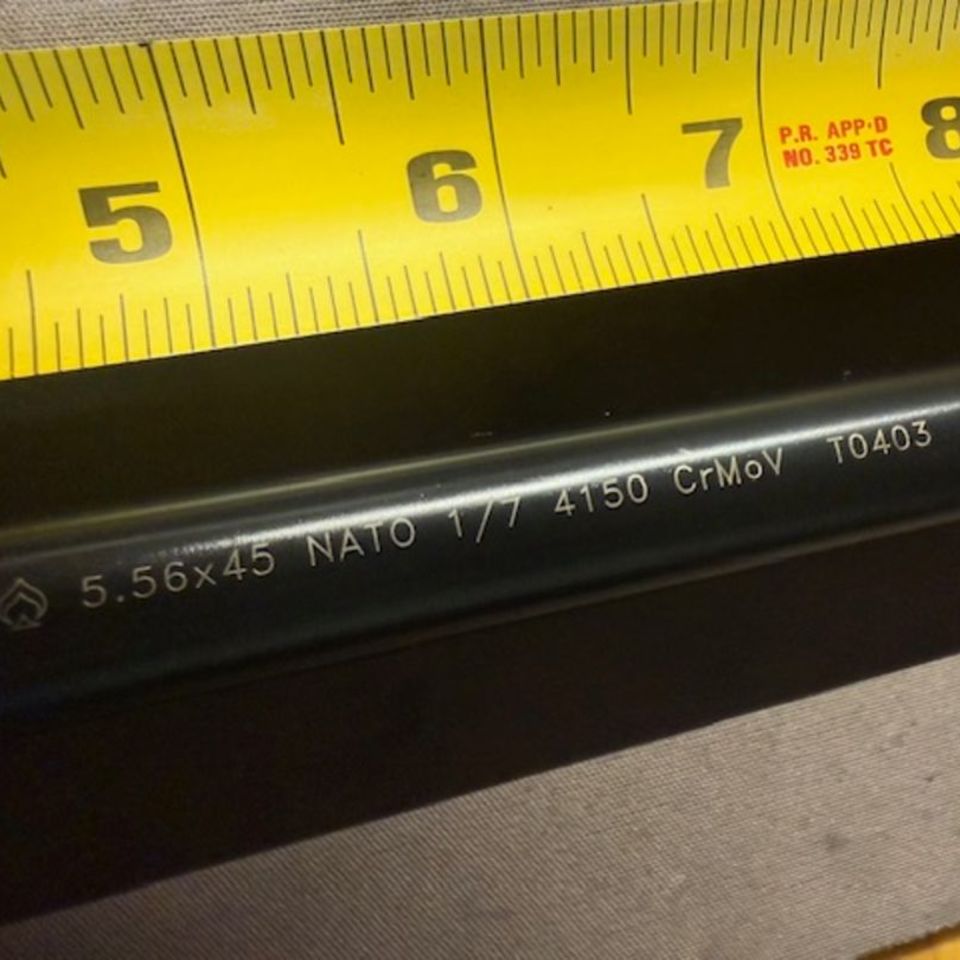 5 6 7 8
P.R. APP'D
NO. 339 TC
5.56x45 NATO 1/7 4150 CrMoV T0403